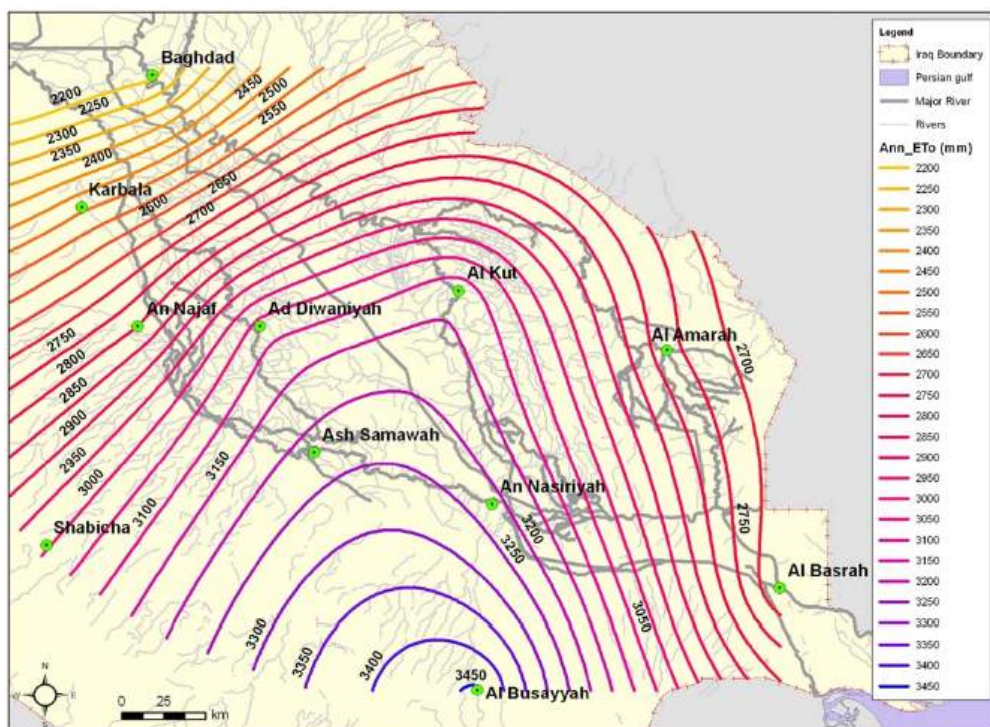 Baghdad
2200
2250
2300
2350
2400
2450
2500
2550
Karbala
2600
2650
2700
An Najaf
Ad Diwaniyah
Al Kut
Al Amarah
2700
2750
2800
2850
2900
2950
3000
3100
3150
Ash Samawah
An Nasiriyah
3200
3250
2750
Shabicha
Al Basrah
3050
3300
3350
3400
3450
Al Busayyah
N
W
E
S
0 25
km
Legend
Iraq Boundary
Persian gulf
Major River
Rivers
Ann_ETo (mm)
2200
2250
2300
2350
2400
2450
2500
2550
2600
2650
2700
2750
2800
2850
2900
2950
3000
3050
3100
3150
3200
3250
3300
3350
3400
3450